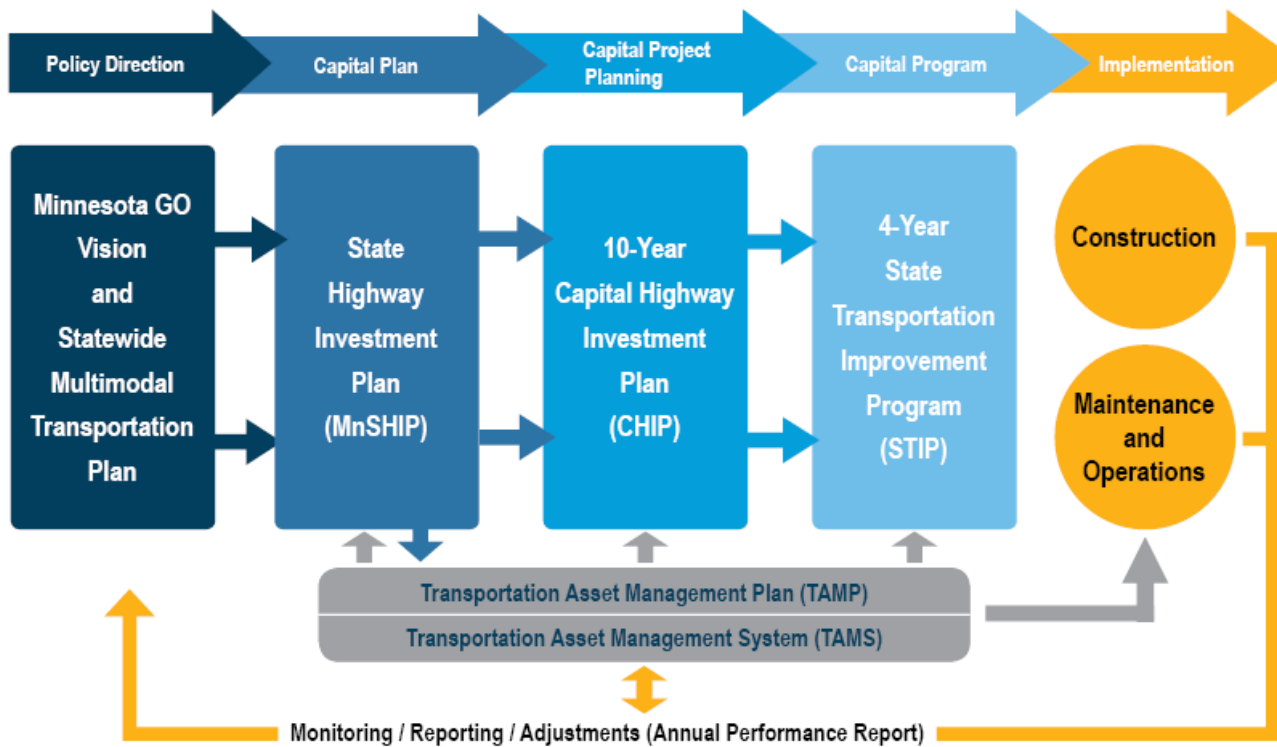 Policy Direction
Capital Plan
Capital Project
Planning
Capital Program
Implementation
Minnesota GO
Vision
and
Statewide
Multimodal
Transportation
Plan
State
Highway
Investment
Plan
(MnSHIP)
10-Year
Capital Highway
Investment
Plan
(CHIP)
4-Year
State
Transportation
Improvement
Program
(STIP)
Construction
Maintenance
and
Operations
Transportation Asset Management Plan (TAMP)
Transportation Asset Management System (TAMS)
Monitoring / Reporting / Adjustments (Annual Performance Report)